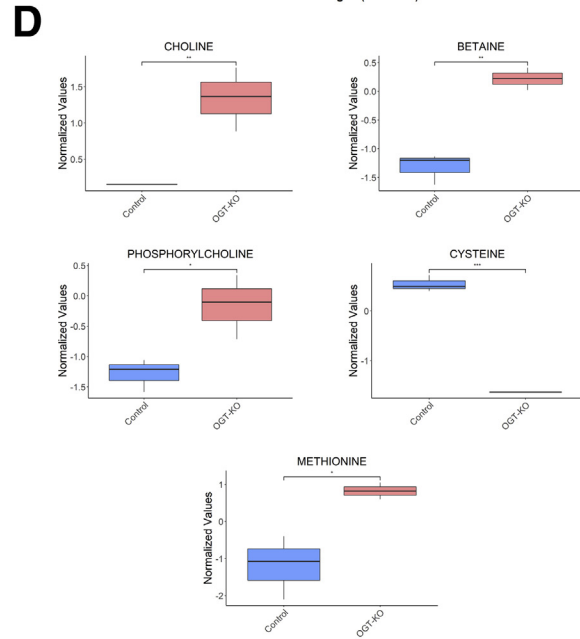 D
CHOLINE
**
Normalized Values
1.5
1.0
0.5
Control
OGT-KO
BETAINE
**
Normalized Values
0.5
0.0
-0.5
-1.0
-1.5
Control
OGT-KO
PHOSPHORYLCHOLINE
*
Normalized Values
0.5
0.0
-0.5
-1.0
-1.5
Control
OGT-KO
CYSTEINE
***
Normalized Values
0
-1
Control
OGT-KO
METHIONINE
*
Normalized Values
1
0
-1
-2
Control
OGT-KO